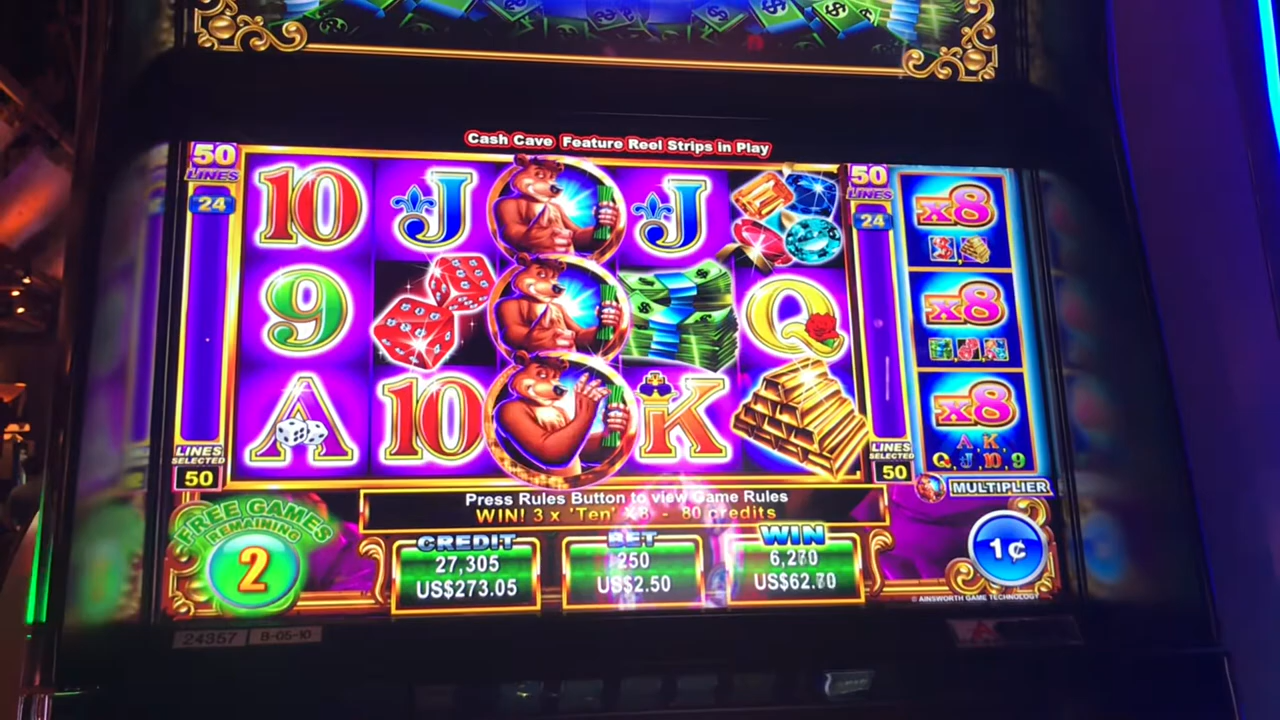 Cash Cave Feature Reel Strips in Play
50 LINES
24
10
J
J
50 LINES
24
x8
9
Q
x8
A
10
K
x8
A K
Q J 10 9
LINES SELECTED
50
LINES SELECTED
50
MULTIPLIER
Press Rules Button to view Game Rules
WIN! 3 x 'Ten' X8 - 80 credits
FREE GAMES REMAINING
2
CREDIT
27,305
US$273.05
BET
250
US$2.50
WIN
US$62.70
1¢
© AINSWORTH GAME TECHNOLOGY
24357 B-05-10